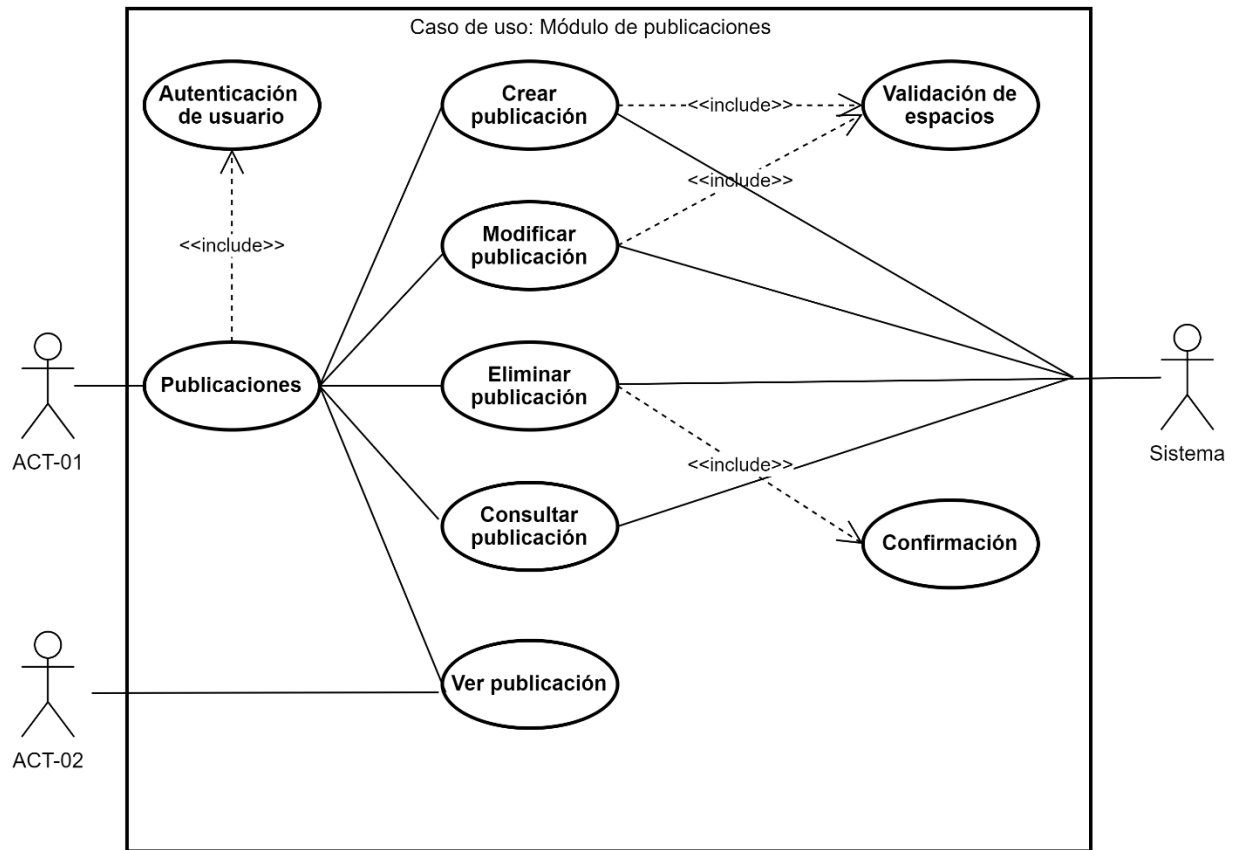 Caso de uso: Módulo de publicaciones
Autenticación
de usuario
Crear
publicación
<<include>>
Validación de
espacios
<<include>>
Modificar
publicación
<<include>>
Publicaciones
Eliminar
publicación
ACT-01
Sistema
<<include>>
Consultar
publicación
Confirmación
Ver publicación
ACT-02